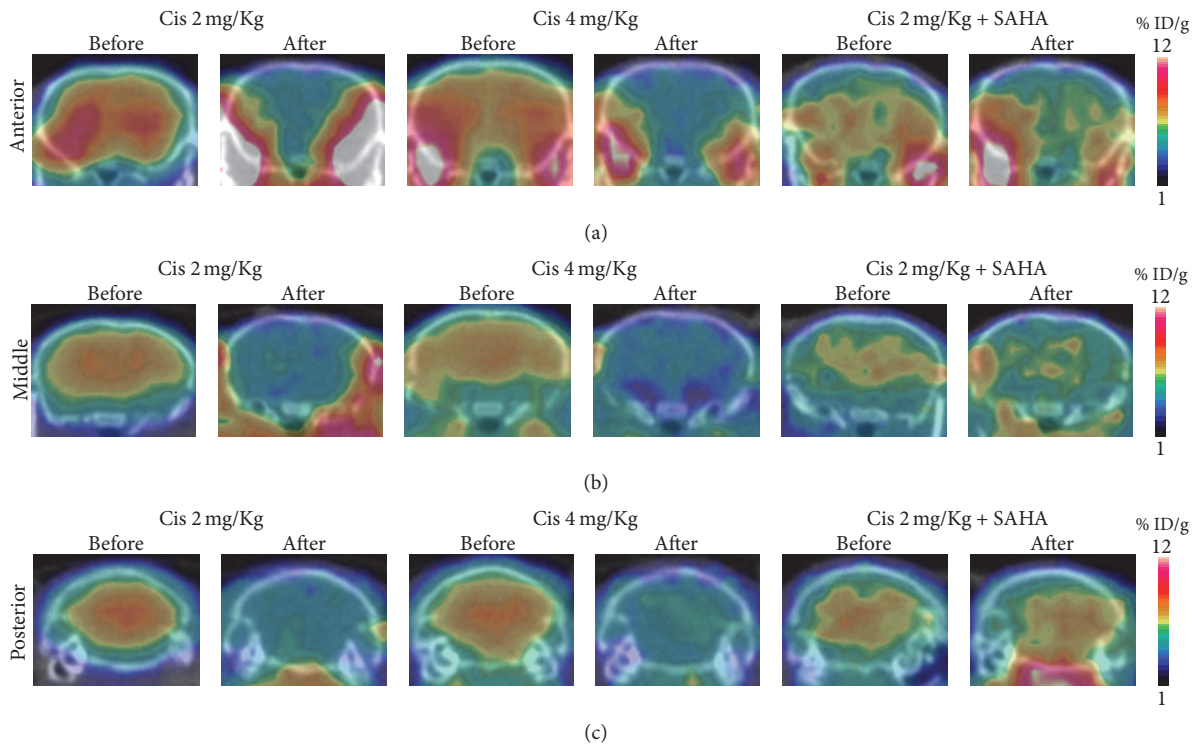 Cis 2 mg/Kg Cis 4 mg/Kg Cis 2 mg/Kg + SAHA % ID/g
Before After Before After Before After 12
Anterior
1
(a)
Cis 2 mg/Kg Cis 4 mg/Kg Cis 2 mg/Kg + SAHA % ID/g
Before After Before After Before After 12
Middle
1
(b)
Cis 2 mg/Kg Cis 4 mg/Kg Cis 2 mg/Kg + SAHA % ID/g
Before After Before After Before After 12
Posterior
1
(c)